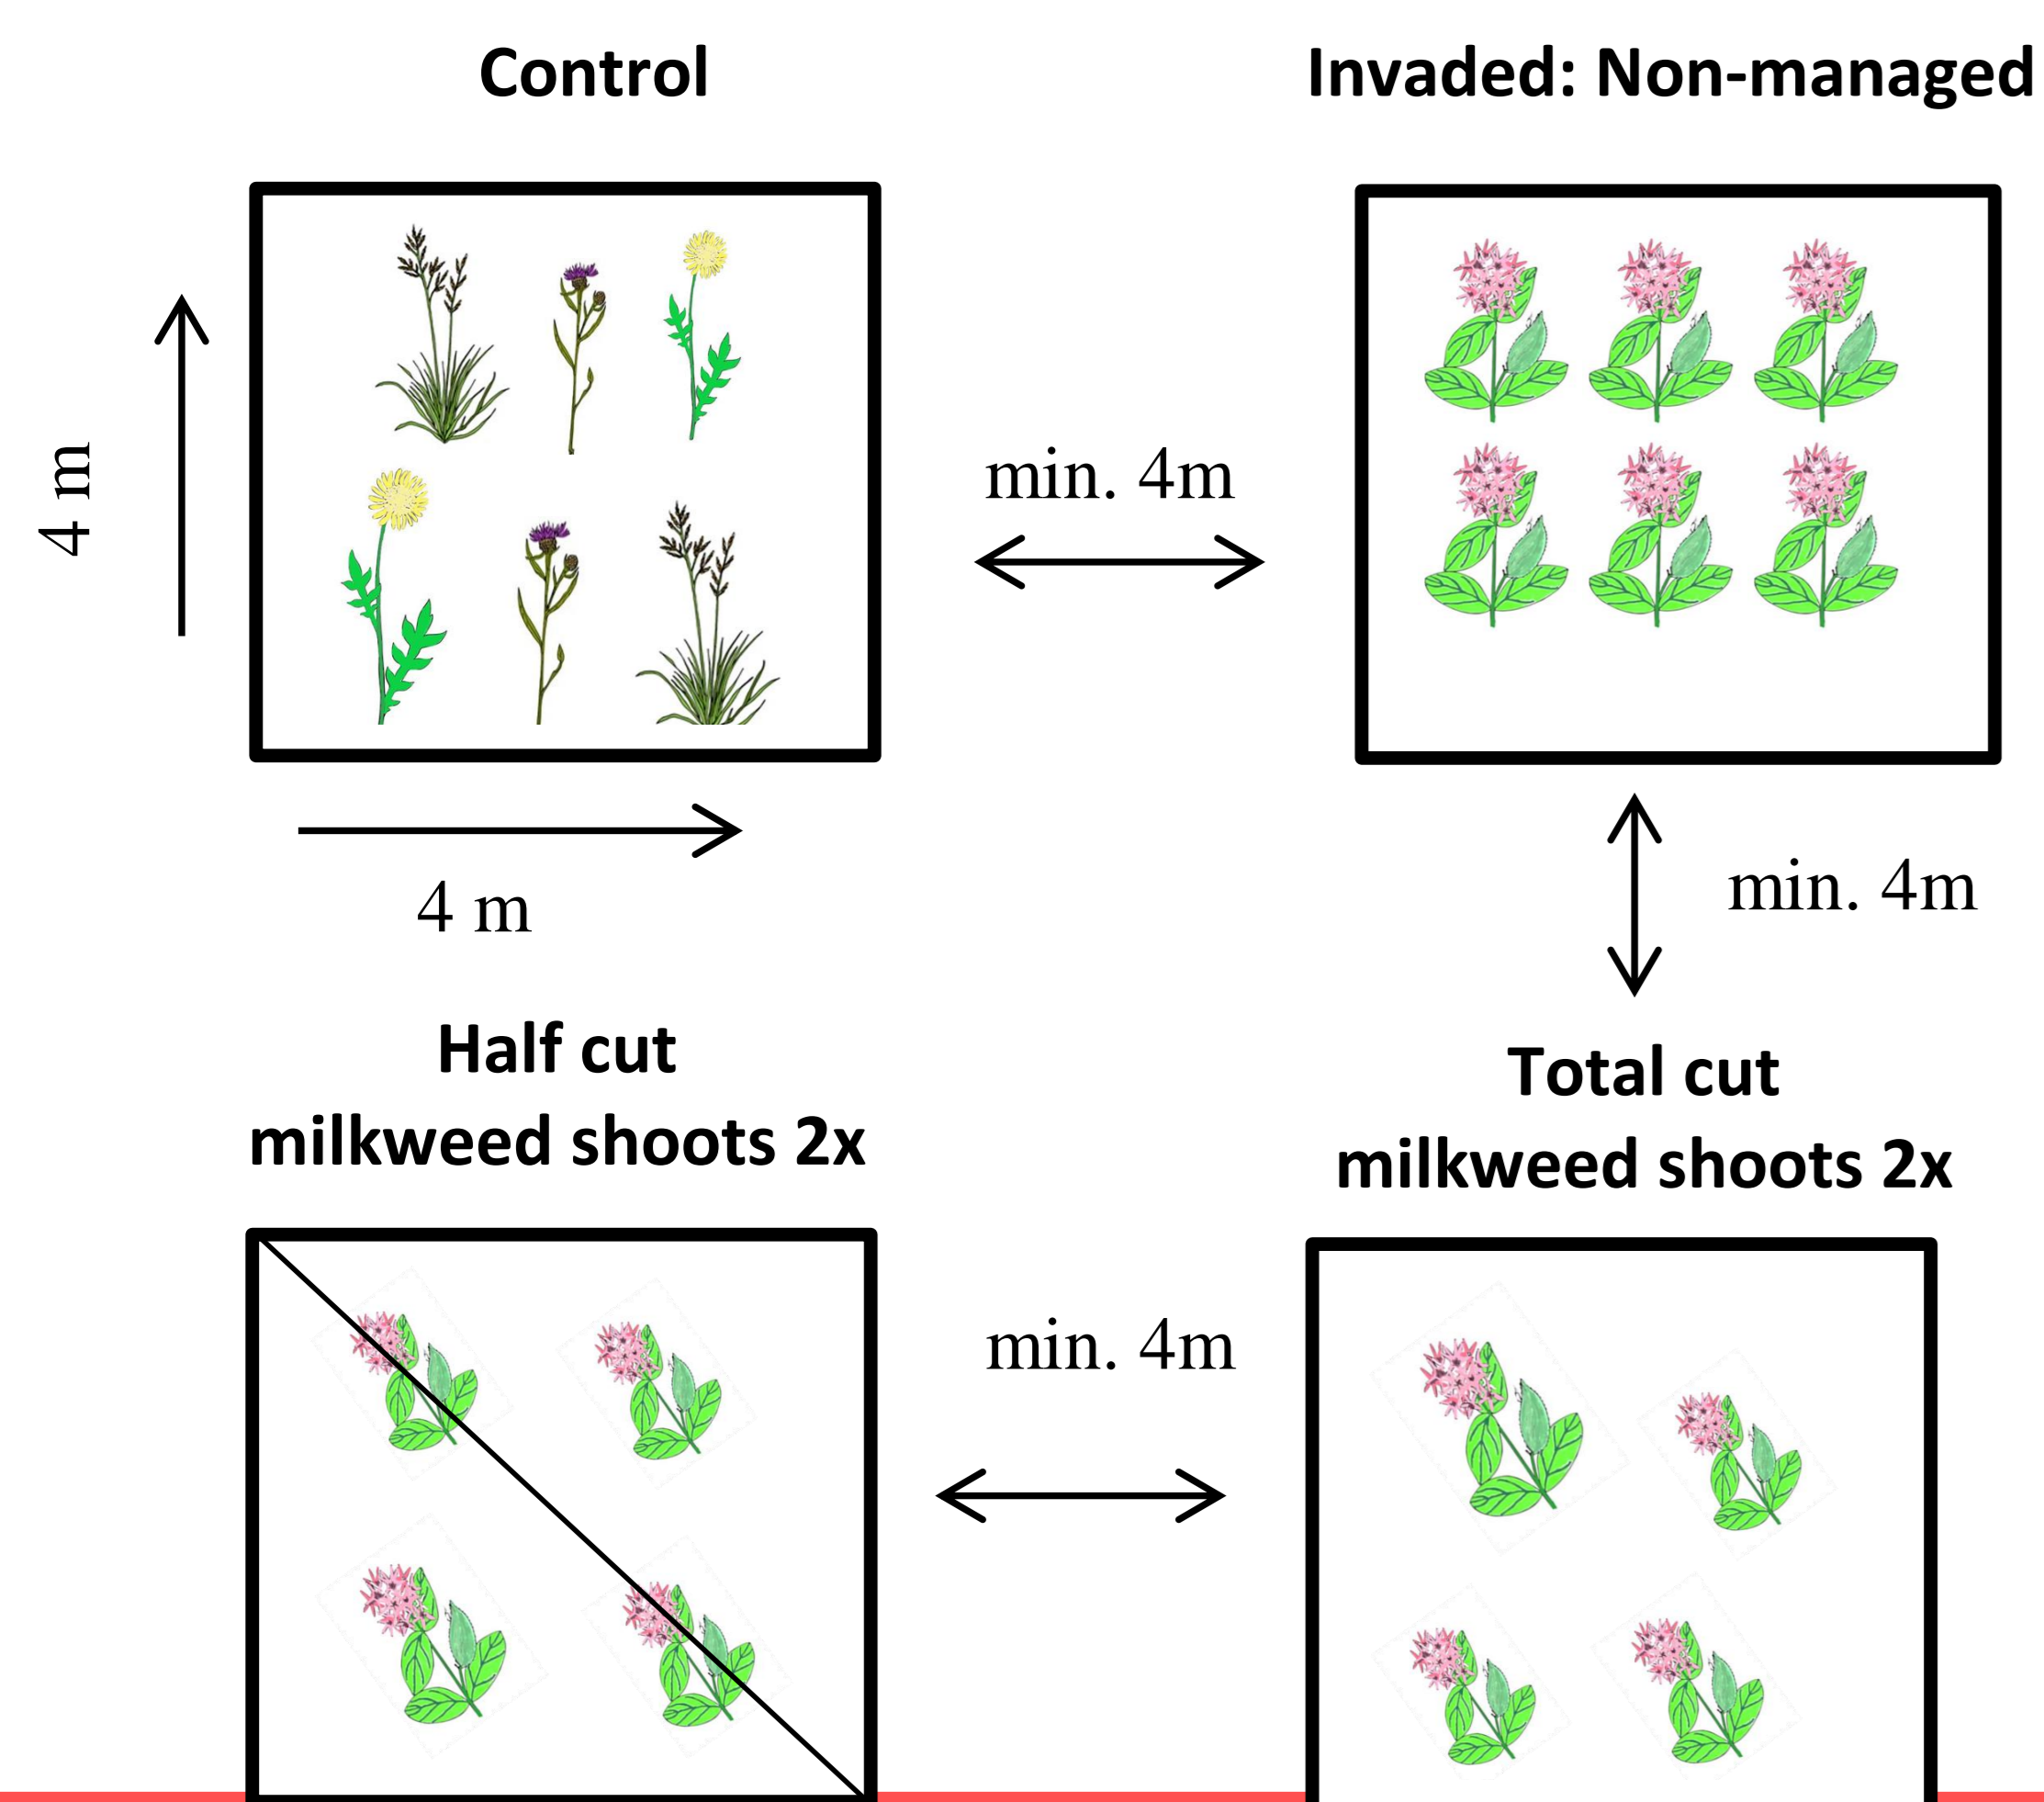 Control
Invaded: Non-managed
4 m
min. 4m
4 m
min. 4m
Half cut
milkweed shoots 2x
Total cut
milkweed shoots 2x
min. 4m